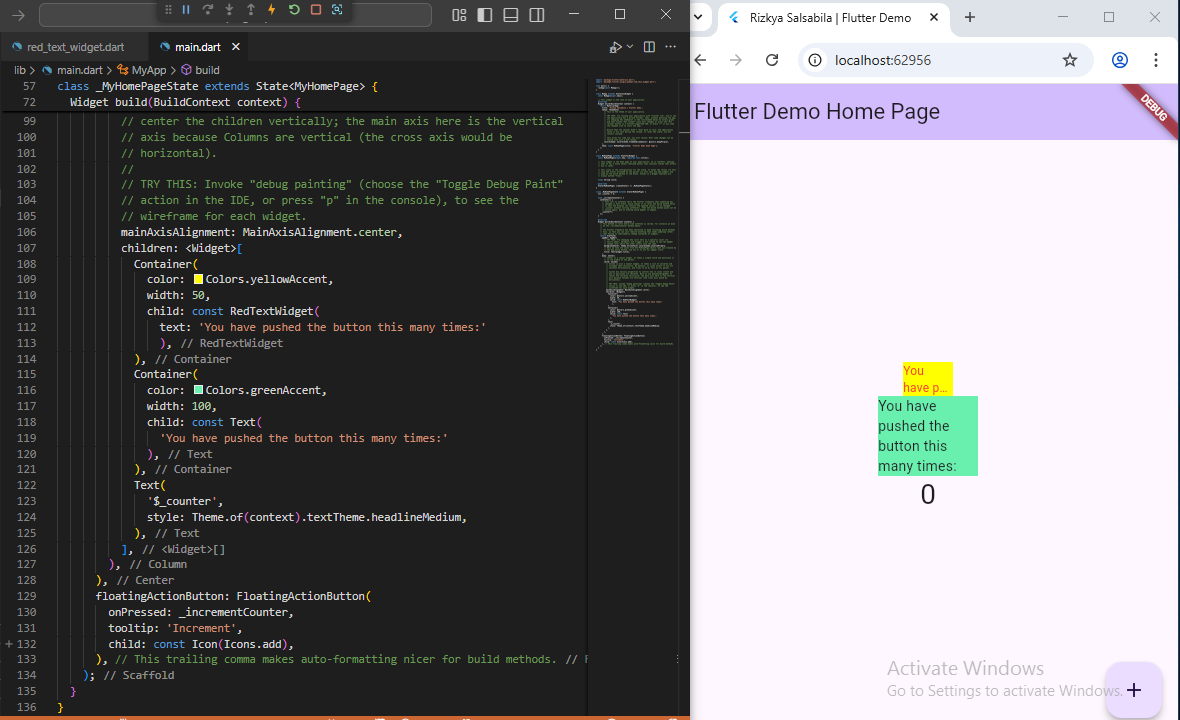 red_text_widget.dart
main.dart
lib > main.dart > MyApp > build
57 class _MyHomePageState extends State<MyHomePage> {
72 Widget build(BuildContext context) {
99 // center the children vertically; the main axis here is the vertical
100 // axis because Columns are vertical (the cross axis would be
101 // horizontal).
102 //
103 // TRY THIS: Invoke "debug painting" (choose the "Toggle Debug Paint"
104 // action in the IDE, or press "p" in the console), to see the
105 // wireframe for each widget.
106 mainAxisAlignment: MainAxisAlignment.center,
107 children: <Widget>[
108 Container(
109 color: Colors.yellowAccent,
110 width: 50,
111 child: const RedTextWidget(
112 text: 'You have pushed the button this many times:'
113 ), // RedTextWidget
114 ), // Container
115 Container(
116 color: Colors.greenAccent,
117 width: 100,
118 child: const Text(
119 'You have pushed the button this many times:'
120 ), // Text
121 ), // Container
122 Text(
123 '$_counter',
124 style: Theme.of(context).textTheme.headlineMedium,
125 ), // Text
126 ], // <Widget>[]
127 ), // Column
128 ), // Center
129 floatingActionButton: FloatingActionButton(
130 onPressed: _incrementCounter,
131 tooltip: 'Increment',
132 child: const Icon(Icons.add),
133 ), // This trailing comma makes auto-formatting nicer for build methods. //
134 ); // Scaffold
135 }
136 }
Rizkya Salsabila | Flutter Demo
localhost:62956
Flutter Demo Home Page
DEBUG
You
have p...
You have
pushed the
button this
many times:
0
Activate Windows
Go to Settings to activate Windows.